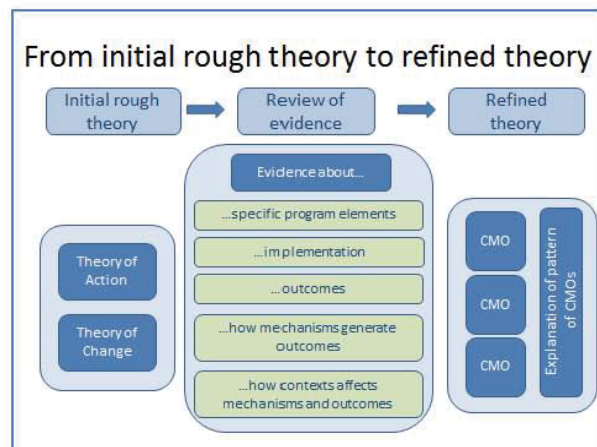 From initial rough theory to refined theory
Initial rough
theory
Review of
evidence
Refined
theory
Evidence about...
...specific program elements
...implementation
...outcomes
...how mechanisms generate
outcomes
...how contexts affects
mechanisms and outcomes
Theory of
Action
Theory of
Change
CMO
CMO
CMO
Explanation of pattern
of CMOs